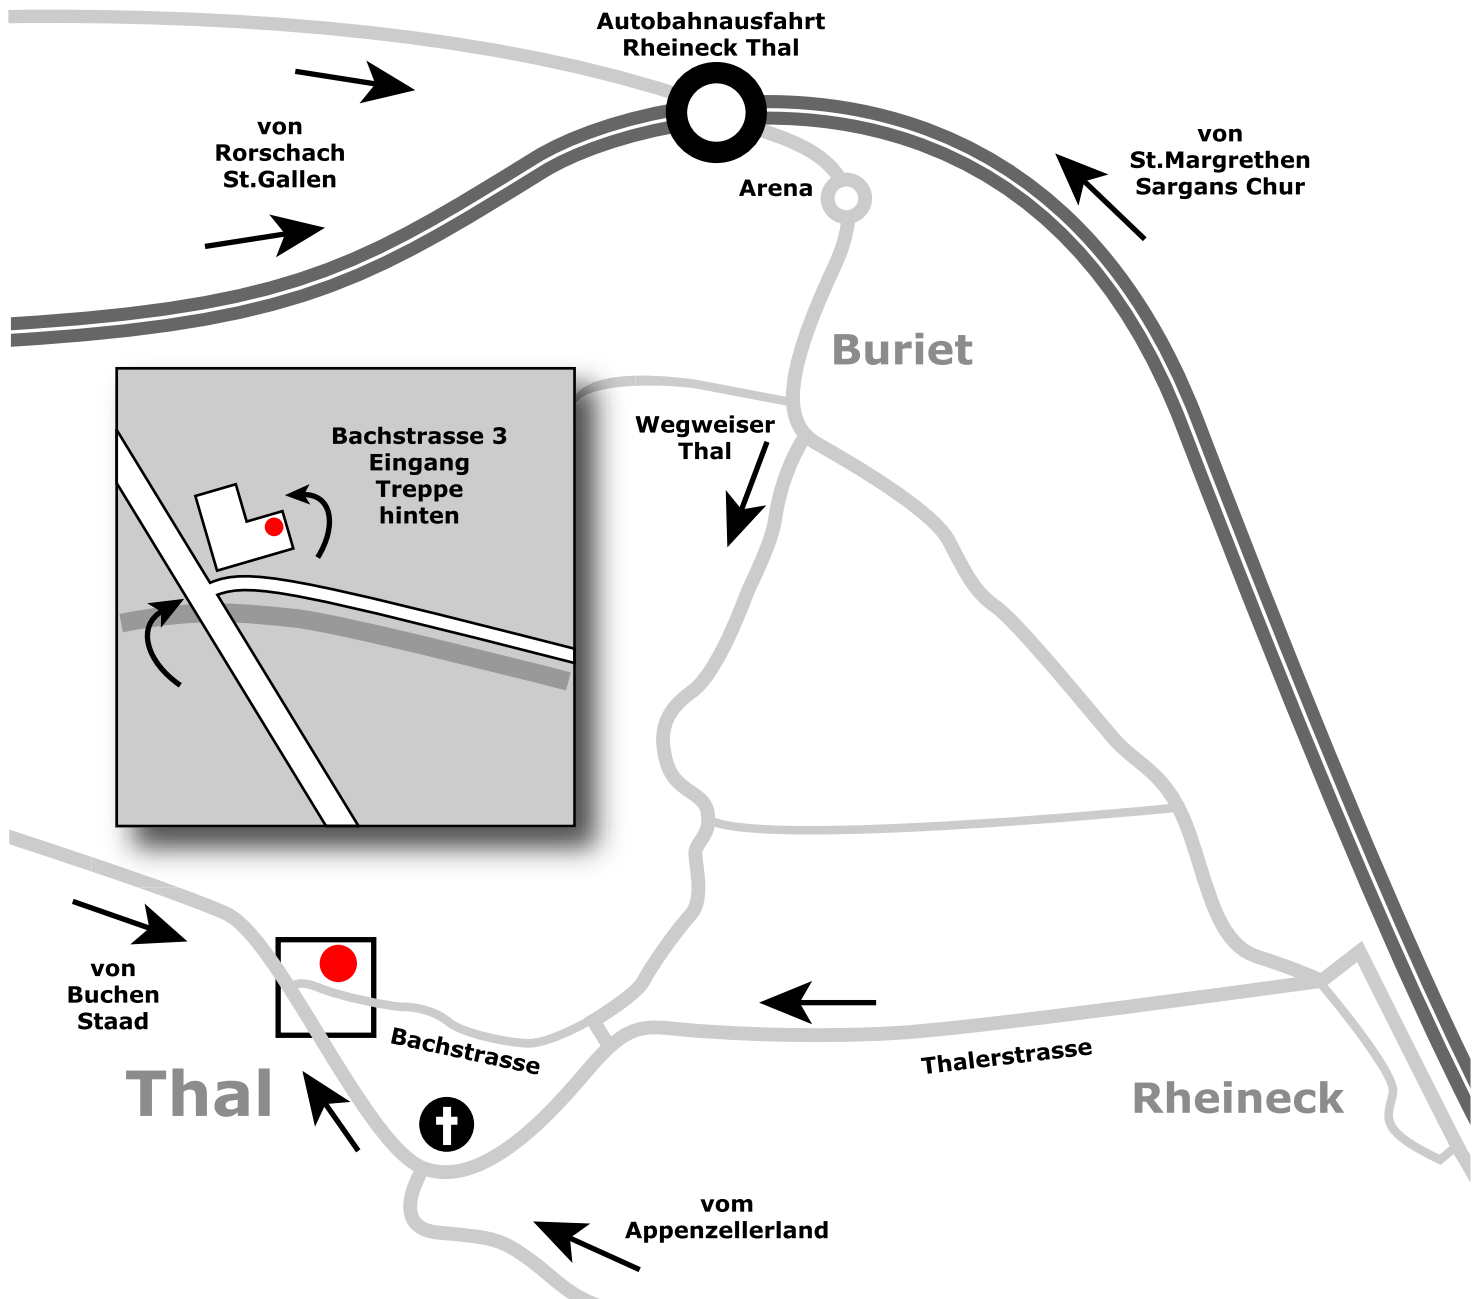 Autobahnausfahrt
Rheineck Thal
von
Rorschach
St.Gallen
von
St.Margrethen
Sargans Chur
Arena
Buriet
Wegweiser
Thal
Bachstrasse 3
Eingang
Treppe
hinten
von
Buchen
Staad
Bachstrasse
Thalerstrasse
Thal
Rheineck
vom
Appenzellerland